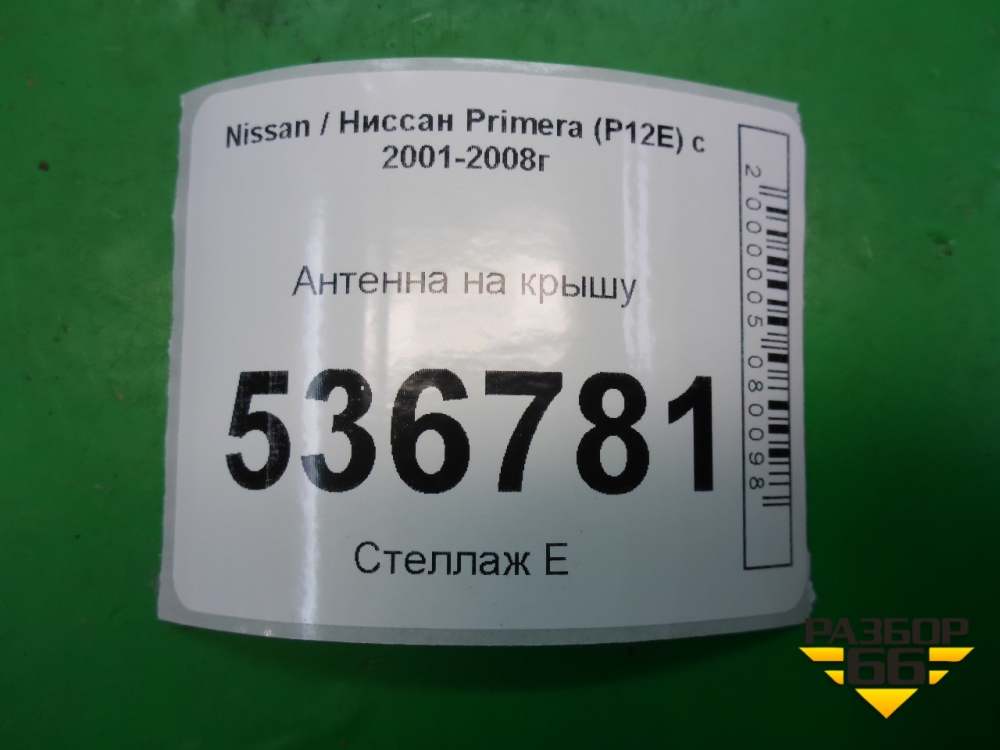 Nissan / Ниссан Primera (P12E) с
2001-2008г
Антенна на крышу
536781
Стеллаж Е
2000005080098
РАЗБОР
66